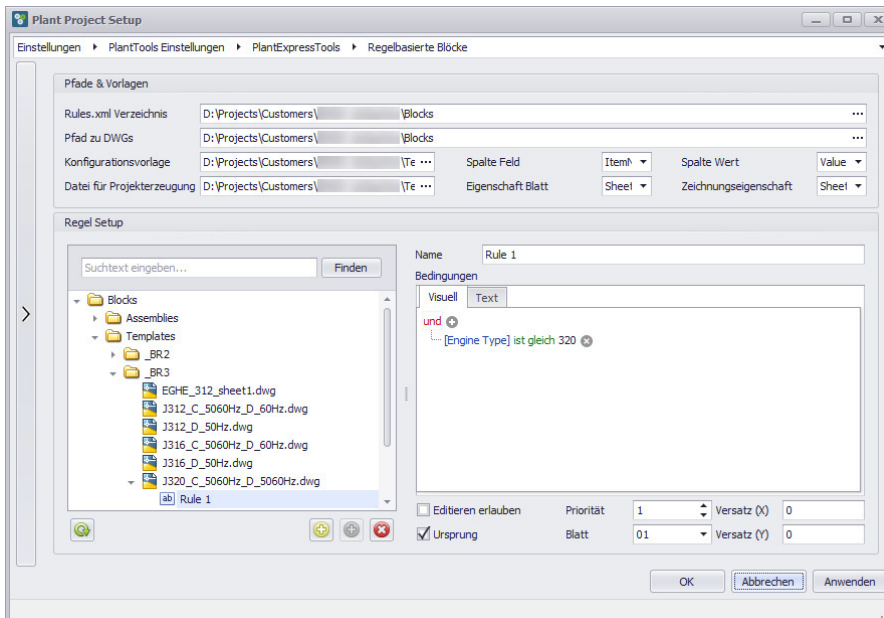 Plant Project Setup
Einstellungen PlantTools Einstellungen PlantExpressTools Regelbasierte Blöcke
Pfade & Vorlagen
Rules.xml Verzeichnis D:\Projects\Customers\ \Blocks ...
Pfad zu DWGs D:\Projects\Customers\ \Blocks ...
Konfigurationsvorlage D:\Projects\Customers\ \Te ... Spalte Feld ItemN Spalte Wert Value
Datei für Projekterzeugung D:\Projects\Customers\ \Te ... Eigenschaft Blatt Sheet Zeichnungseigenschaft Sheet
Regel Setup
Suchtext eingeben... Finden
Blocks
Assemblies
Templates
_BR2
_BR3
EGHE_312_sheet1.dwg
J312_C_5060Hz_D_60Hz.dwg
J312_D_50Hz.dwg
J316_C_5060Hz_D_60Hz.dwg
J316_D_50Hz.dwg
J320_C_5060Hz_D_5060Hz.dwg
ab Rule 1
Name Rule 1
Bedingungen
Visuell Text
und
[Engine Type] ist gleich 320
Editieren erlauben Priorität 1 Versatz (X) 0
Ursprung Blatt 01 Versatz (Y) 0
OK Abbrechen Anwenden